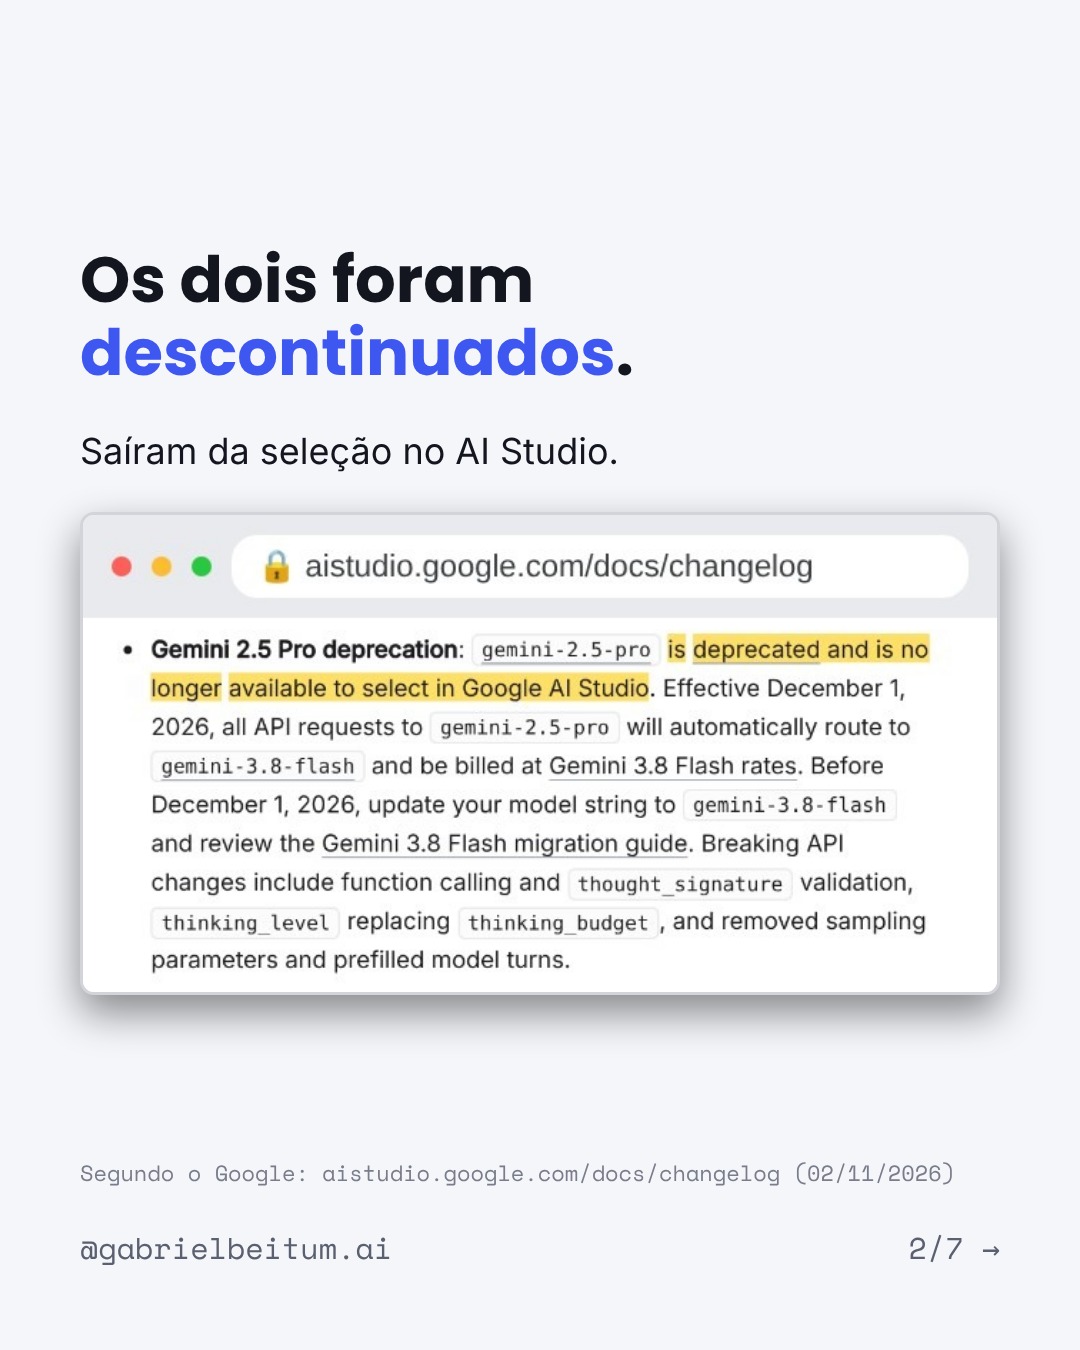 Os dois foram
descontinuados.
Saíram da seleção no AI Studio.
🔒 aistudio.google.com/docs/changelog
• Gemini 2.5 Pro deprecation: gemini-2.5-pro is deprecated and is no
longer available to select in Google AI Studio. Effective December 1,
2026, all API requests to gemini-2.5-pro will automatically route to
gemini-3.8-flash and be billed at Gemini 3.8 Flash rates. Before
December 1, 2026, update your model string to gemini-3.8-flash
and review the Gemini 3.8 Flash migration guide. Breaking API
changes include function calling and thought_signature validation,
thinking_level replacing thinking_budget, and removed sampling
parameters and prefilled model turns.
Segundo o Google: aistudio.google.com/docs/changelog (02/11/2026)
@gabrielbeitum.ai
2/7 →